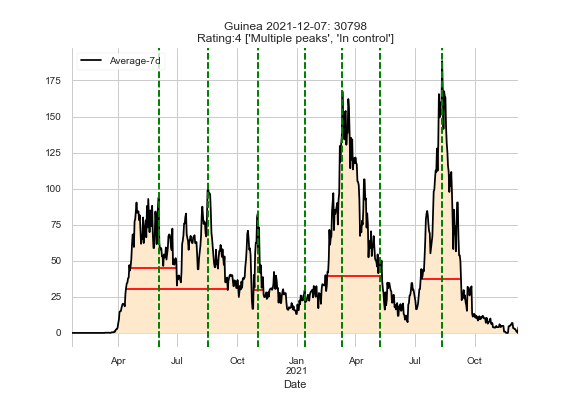 Guinea 2021-12-07: 30798
Rating:4 ['Multiple peaks', 'In control']
Average-7d
175
150
125
100
75
50
25
0
Apr Jul Oct Jan Apr Jul Oct
2021
Date